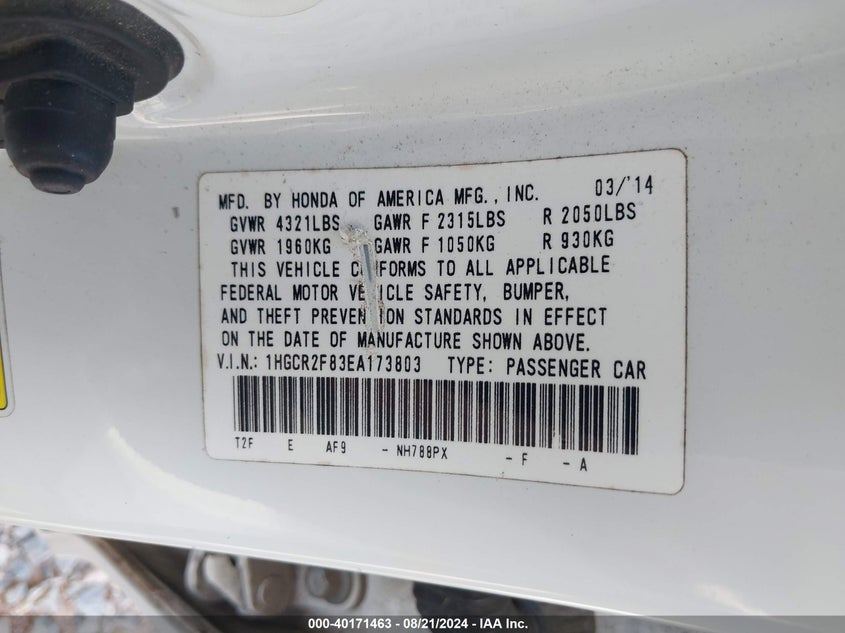 MFD. BY HONDA OF AMERICA MFG., INC. 03/'14
GVWR 4321LBS GAWR F 2315LBS R 2050LBS
GVWR 1960KG GAWR F 1050KG R 930KG
THIS VEHICLE CONFORMS TO ALL APPLICABLE
FEDERAL MOTOR VEHICLE SAFETY, BUMPER,
AND THEFT PREVENTION STANDARDS IN EFFECT
ON THE DATE OF MANUFACTURE SHOWN ABOVE.
V.I.N.: 1HGCR2F83EA173803 TYPE: PASSENGER CAR
T2F E AF9 - NH788PX - F - A
000-40171463 - 08/21/2024 - IAA Inc.